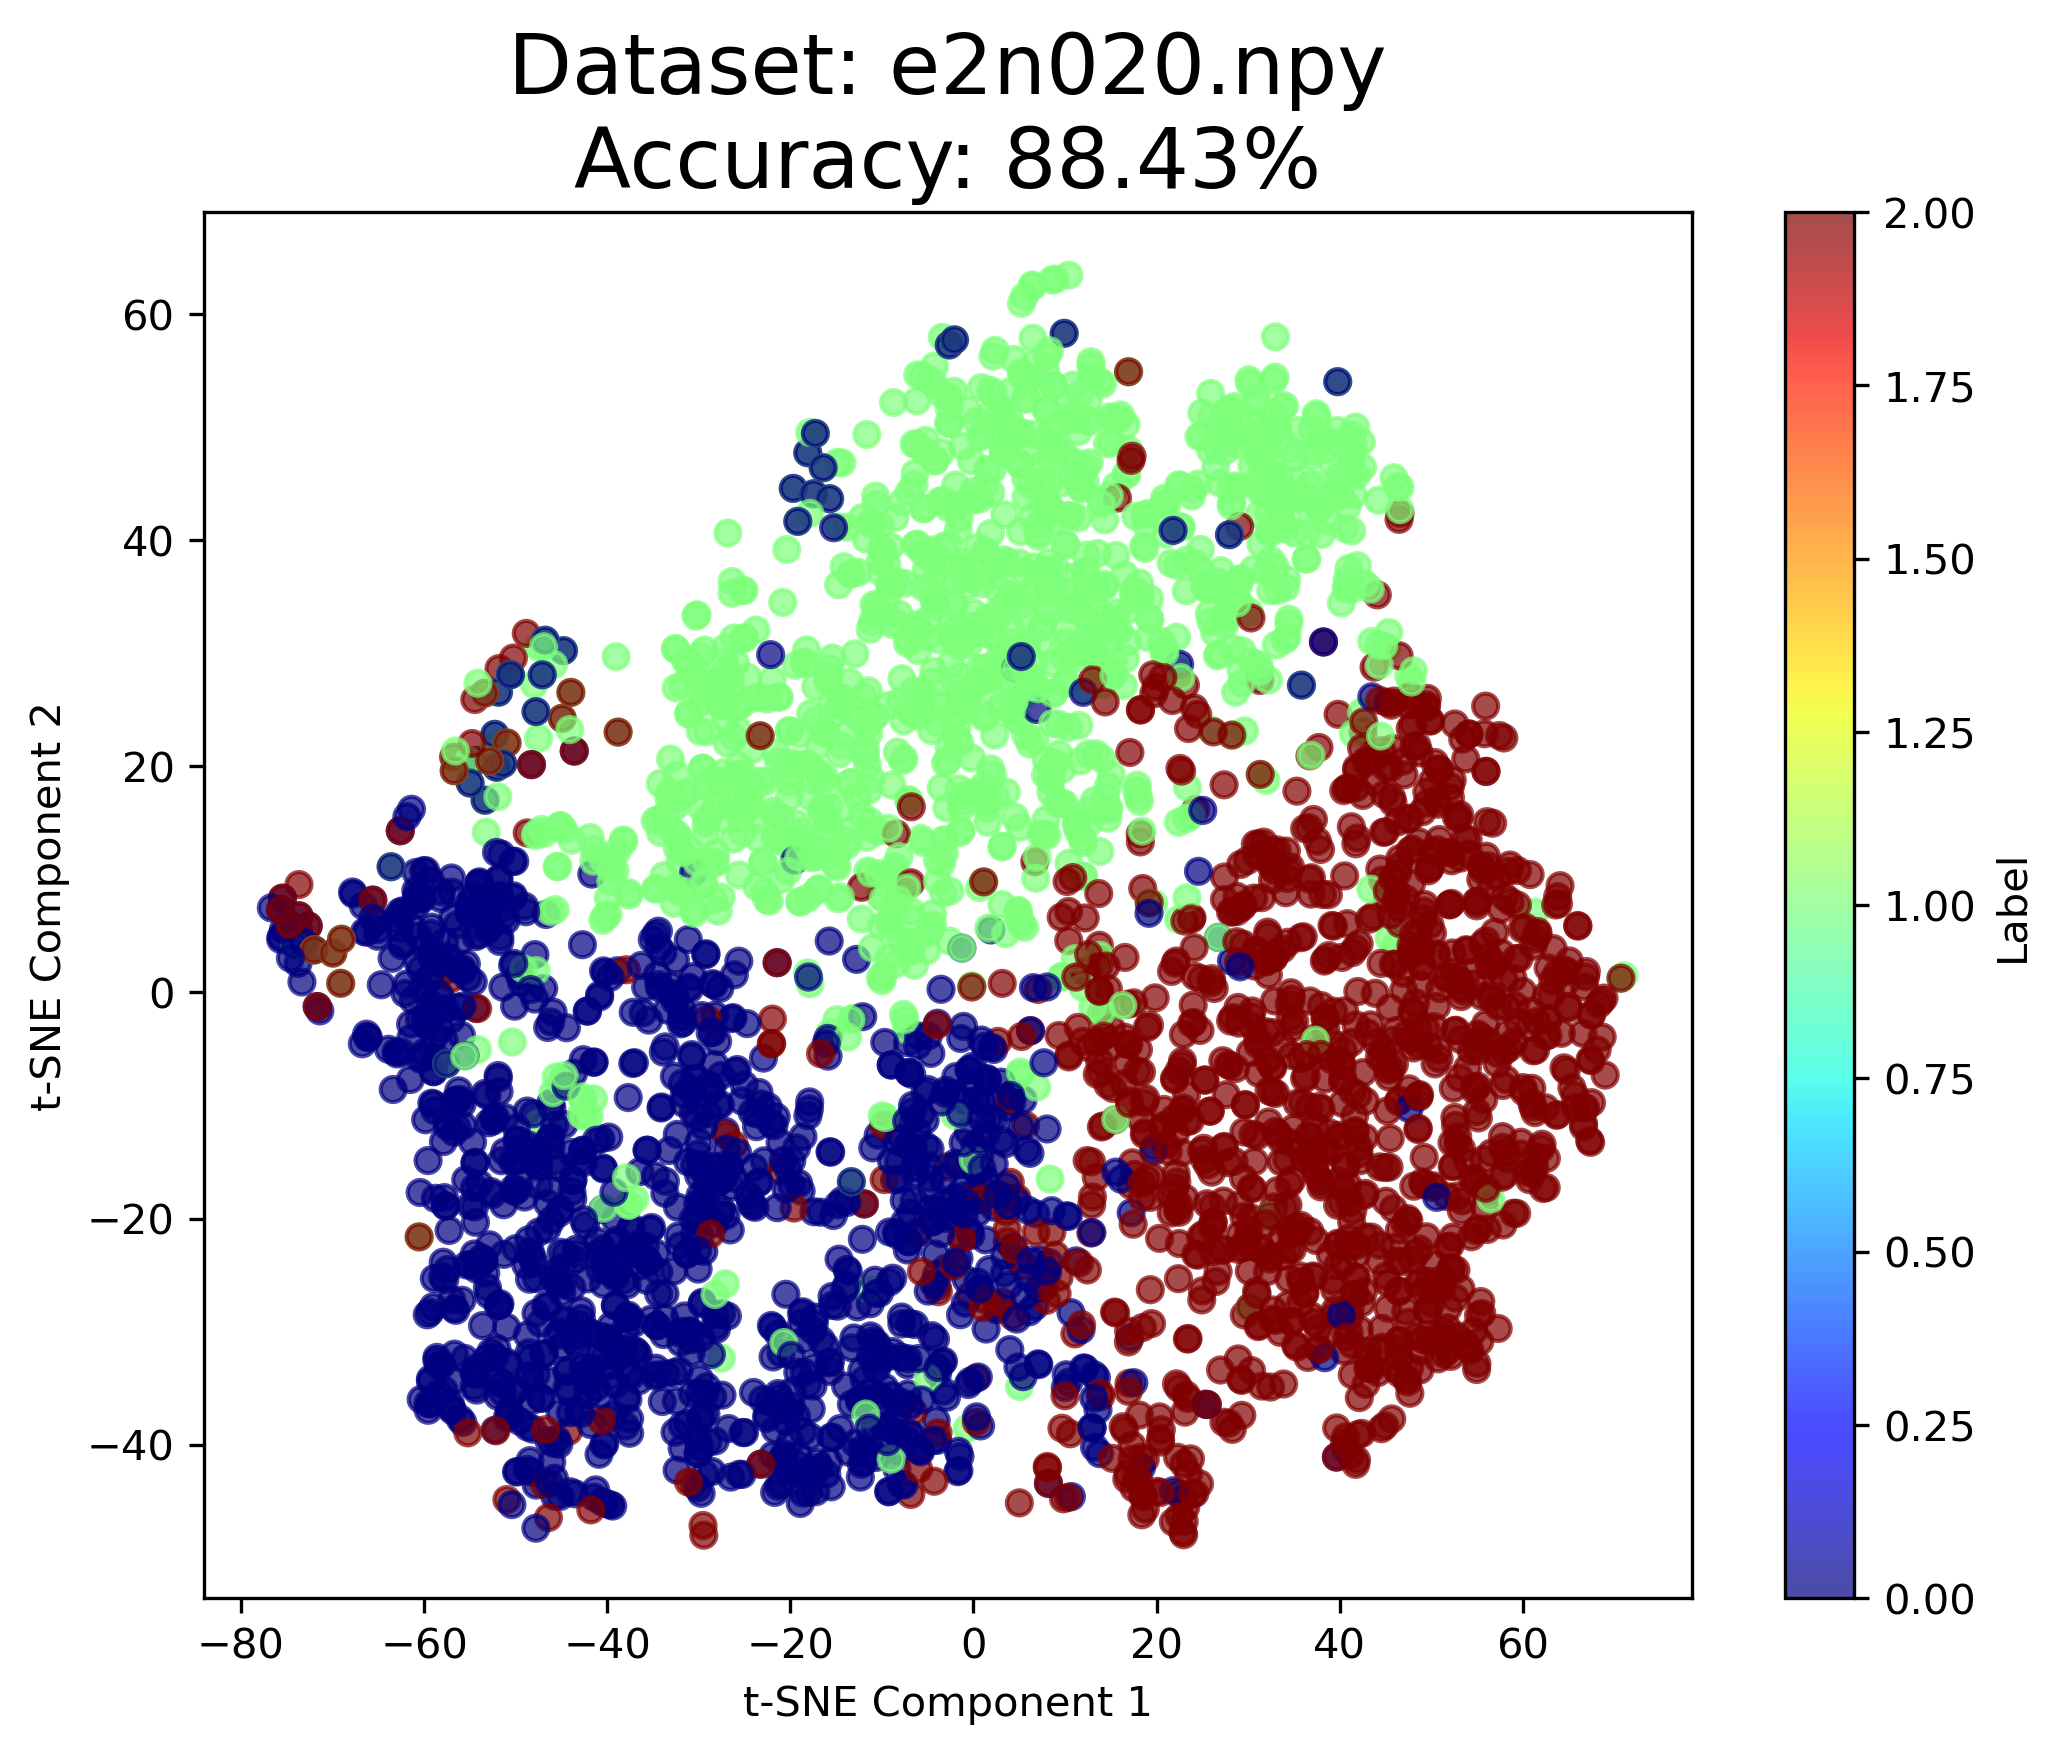 Dataset: e2n020.npy
Accuracy: 88.43%
60
40
20
0
−20
−40
t-SNE Component 2
−80 −60 −40 −20 0 20 40 60
t-SNE Component 1
2.00
1.75
1.50
1.25
1.00
0.75
0.50
0.25
0.00
Label